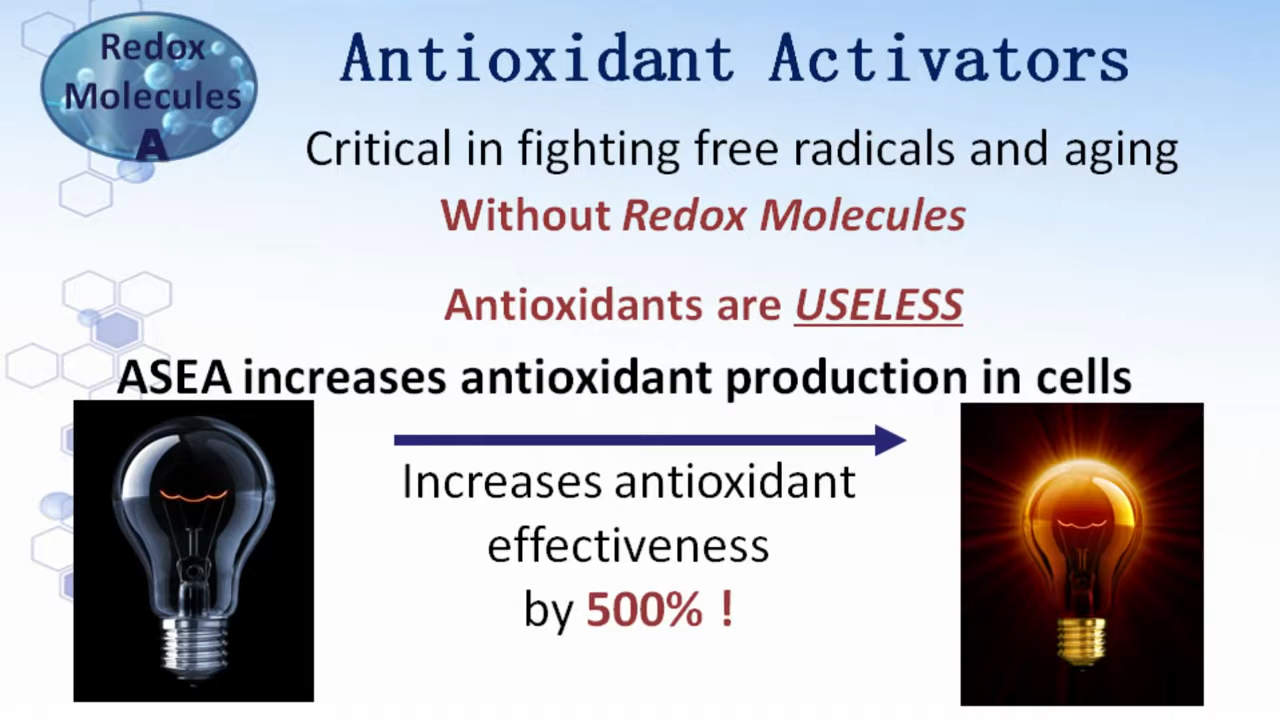 Redox
Molecules
A
Antioxidant Activators
Critical in fighting free radicals and aging
Without Redox Molecules
Antioxidants are USELESS
ASEA increases antioxidant production in cells
Increases antioxidant
effectiveness
by 500% !